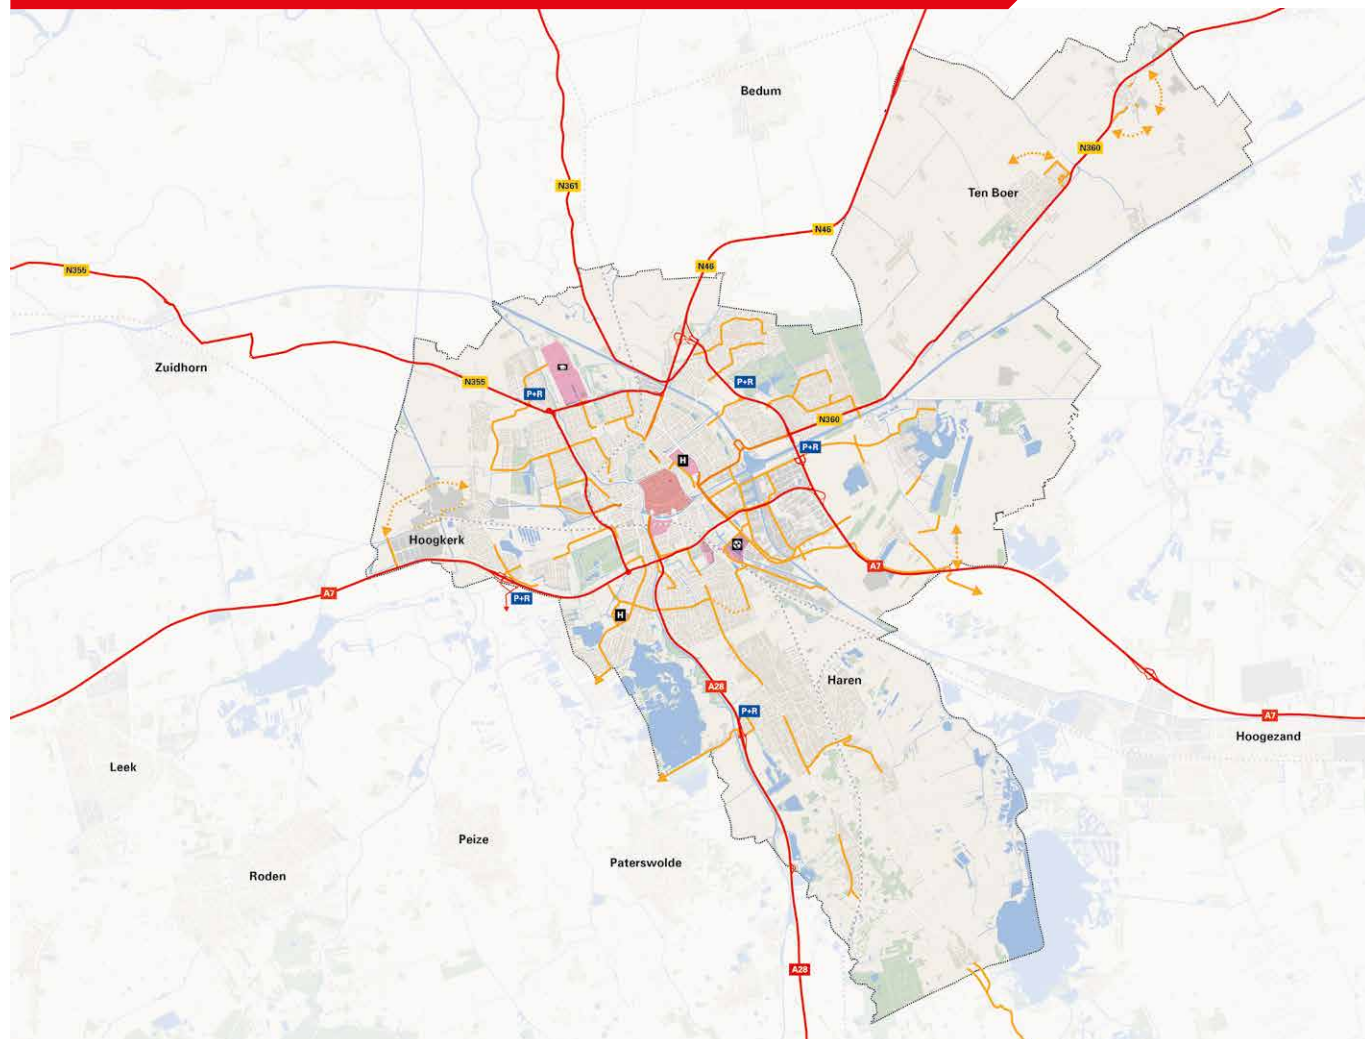 Bedum
N361
N360
Ten Boer
N46
N46
N355
Zuidhorn
N355
P+R
P+R
N360
P+R
H
Hoogkerk
A7
A7
P+R
H
Haren
A28
P+R
A7
Hoogezand
Leek
Peize
Paterswolde
Roden
A28